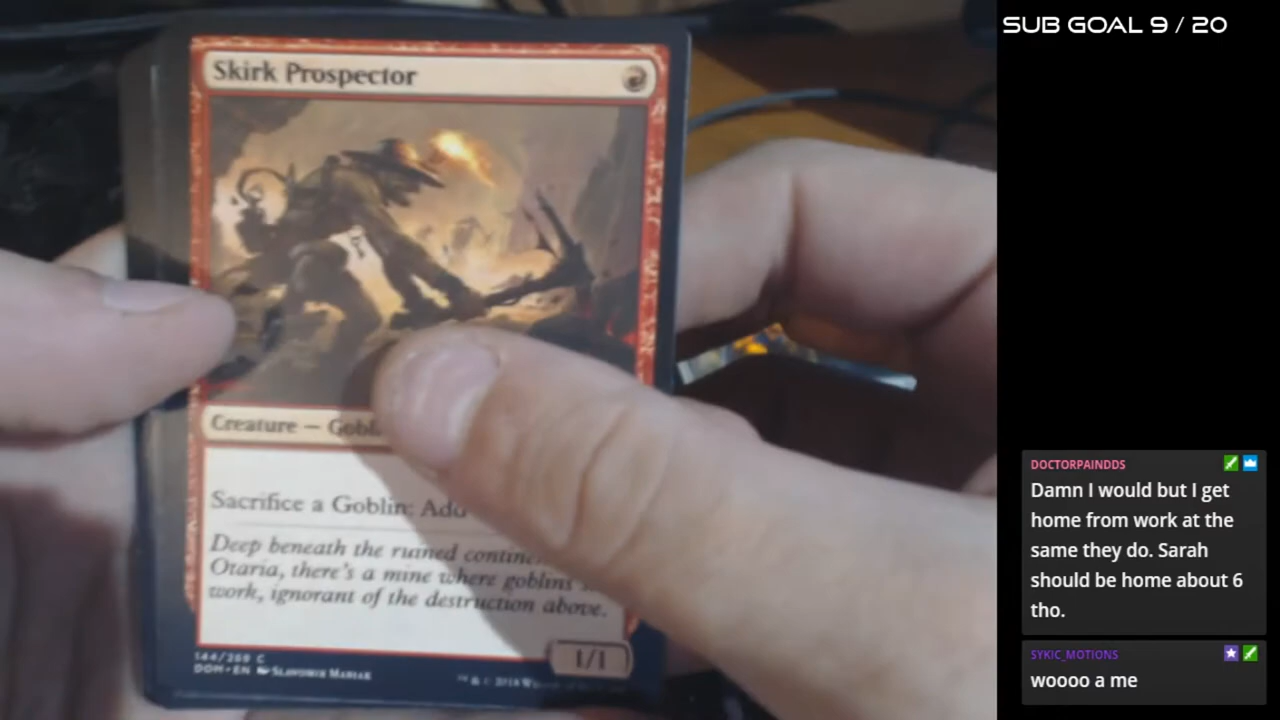 SUB GOAL 9 / 20
Skirk Prospector
Creature — Gobl
Sacrifice a Goblin: Add
Deep beneath the ruined contine
Otaria, there's a mine where goblins
work, ignorant of the destruction above.
144/269 C
DOM • EN SLAWOMIR MANIAK
™ & © 2018 W
1/1
DOCTORPAINDDS
Damn I would but I get
home from work at the
same they do. Sarah
should be home about 6
tho.
SYKIC_MOTIONS
woooo a me